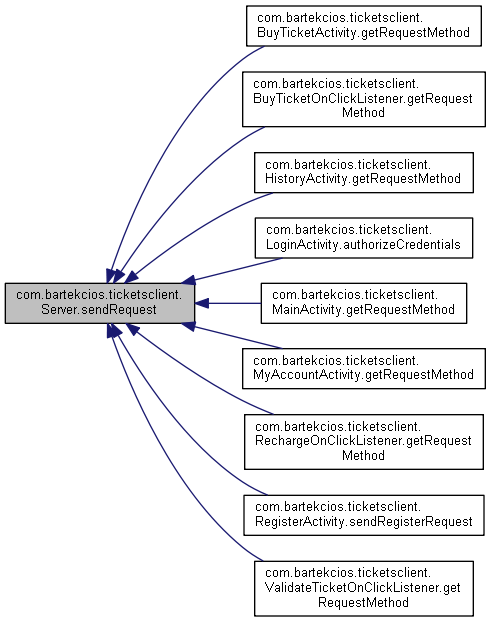 com.bartekcios.ticketsclient.
BuyTicketActivity.getRequestMethod
com.bartekcios.ticketsclient.
BuyTicketOnClickListener.getRequest
Method
com.bartekcios.ticketsclient.
HistoryActivity.getRequestMethod
com.bartekcios.ticketsclient.
LoginActivity.authorizeCredentials
com.bartekcios.ticketsclient.
Server.sendRequest
com.bartekcios.ticketsclient.
MainActivity.getRequestMethod
com.bartekcios.ticketsclient.
MyAccountActivity.getRequestMethod
com.bartekcios.ticketsclient.
RechargeOnClickListener.getRequest
Method
com.bartekcios.ticketsclient.
RegisterActivity.sendRegisterRequest
com.bartekcios.ticketsclient.
ValidateTicketOnClickListener.get
RequestMethod